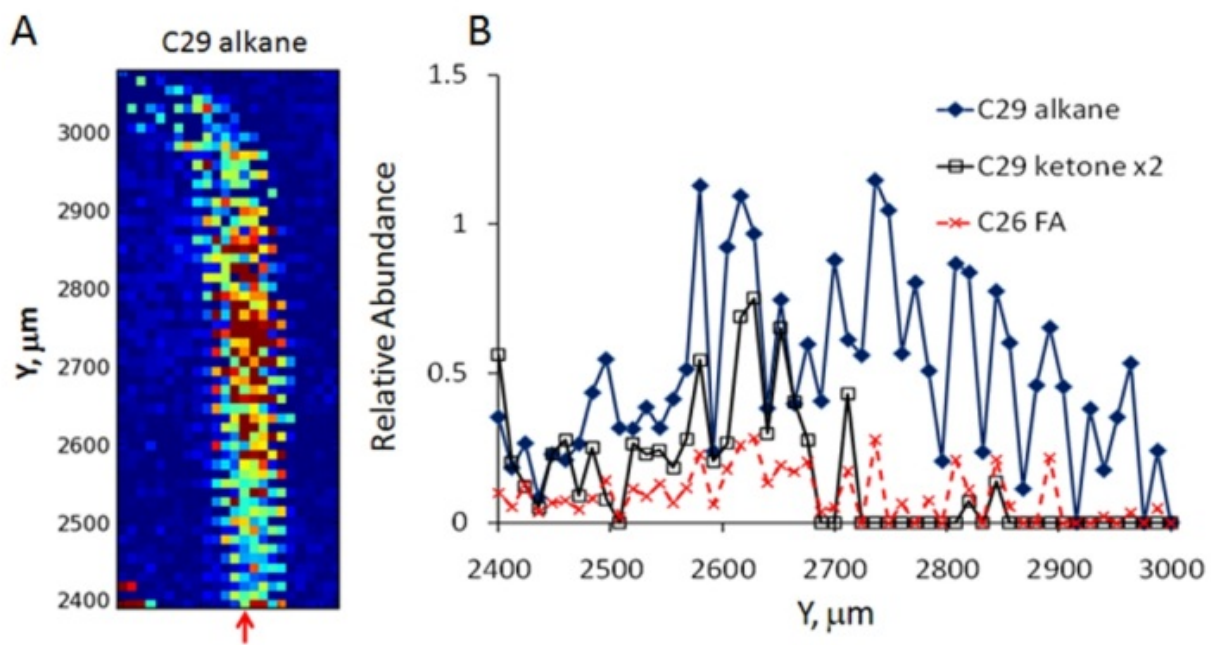 A
C29 alkane
Y, μm
3000
2900
2800
2700
2600
2500
2400
B
Relative Abundance
1.5
1
0.5
0
C29 alkane
C29 ketone x2
C26 FA
2400 2500 2600 2700 2800 2900 3000
Y, μm